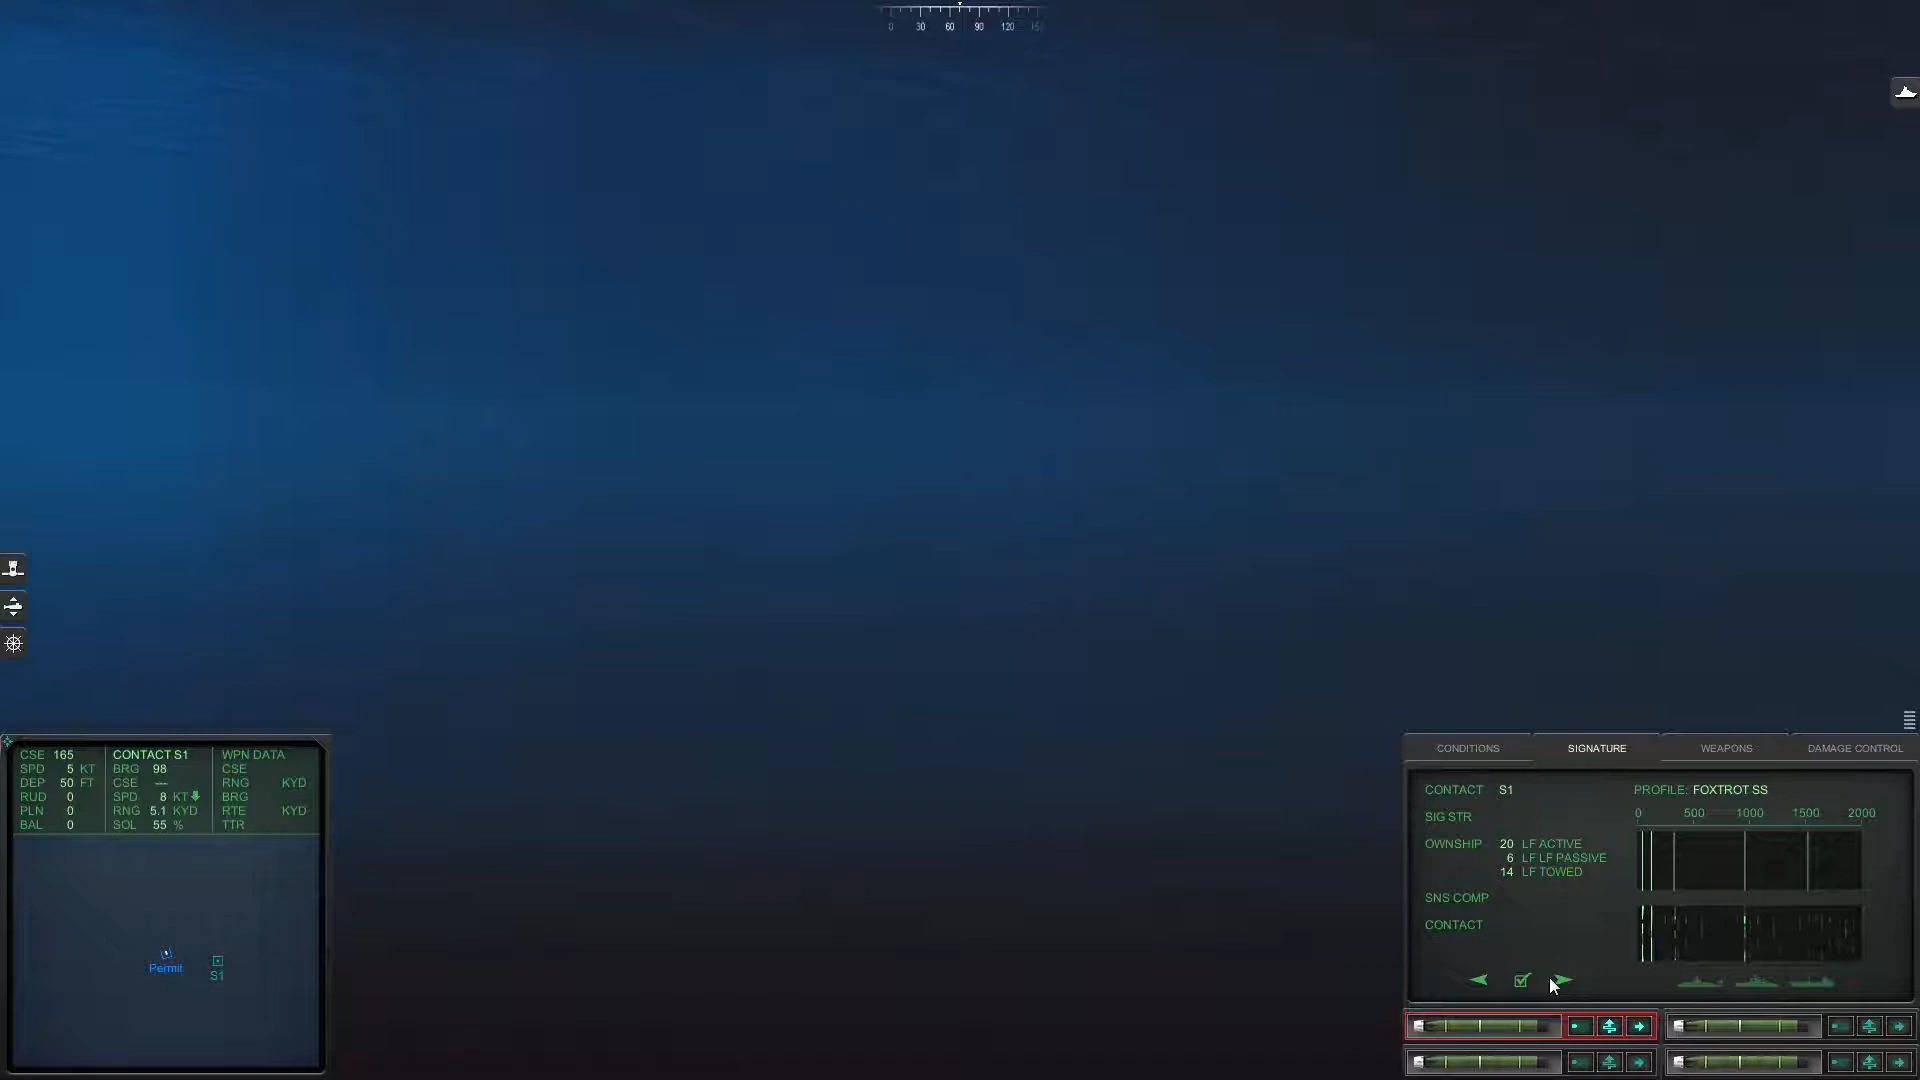 0 30 60 90 120
CSE 165
SPD 5 KT
DEP 50 FT
RUD 0
PLN 0
BAL 0
CONTACT S1
BRG 98
CSE ---
SPD 8 KT
RNG 5.1 KYD
SOL 55 %
WPN DATA
CSE
RNG KYD
BRG
RTE KYD
TTR
Permit
S1
CONDITIONS SIGNATURE WEAPONS DAMAGE CONTROL
CONTACT S1
SIG STR
OWNSHIP 20 LF ACTIVE
6 LF LF PASSIVE
14 LF TOWED
SNS COMP
CONTACT
PROFILE: FOXTROT SS
0 500 1000 1500 2000